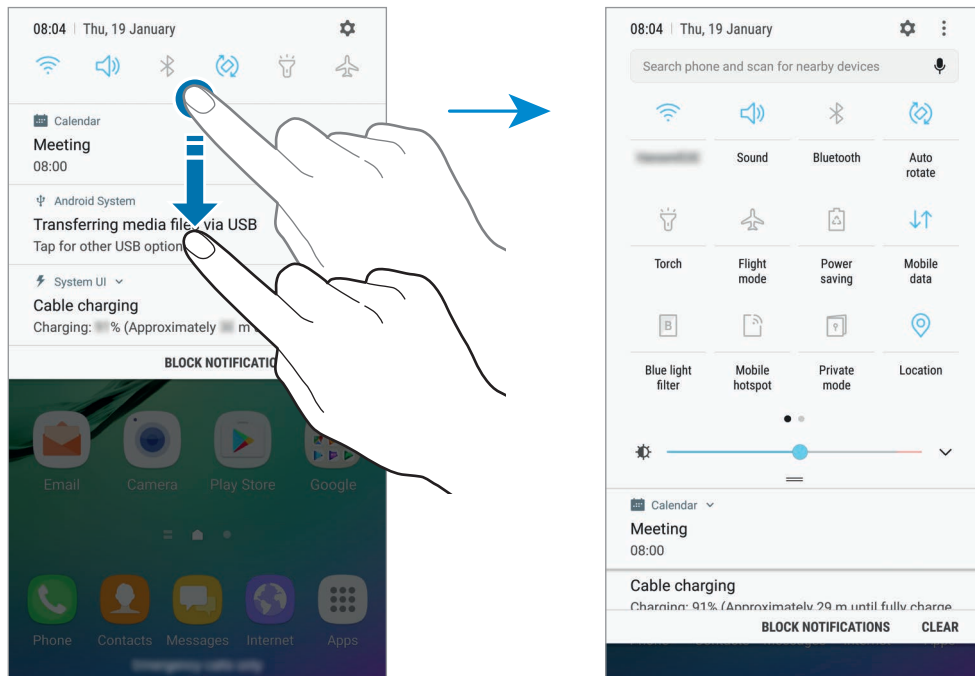 08:04 Thu, 19 January
Calendar
Meeting
08:00
Android System
Transferring media files via USB
Tap for other USB option
System UI
Cable charging
Charging: % (Approximately m
BLOCK NOTIFICATIO
Email Camera Play Store Google
Phone Contacts Messages Internet Apps
Emergency calls only
08:04 Thu, 19 January
Search phone and scan for nearby devices
Sound Bluetooth Auto
rotate
Torch Flight Power Mobile
mode saving data
B
Blue light Mobile Private Location
filter hotspot mode
Calendar
Meeting
08:00
Cable charging
Charging: 91% (Approximately 29 m until fully charge
BLOCK NOTIFICATIONS CLEAR